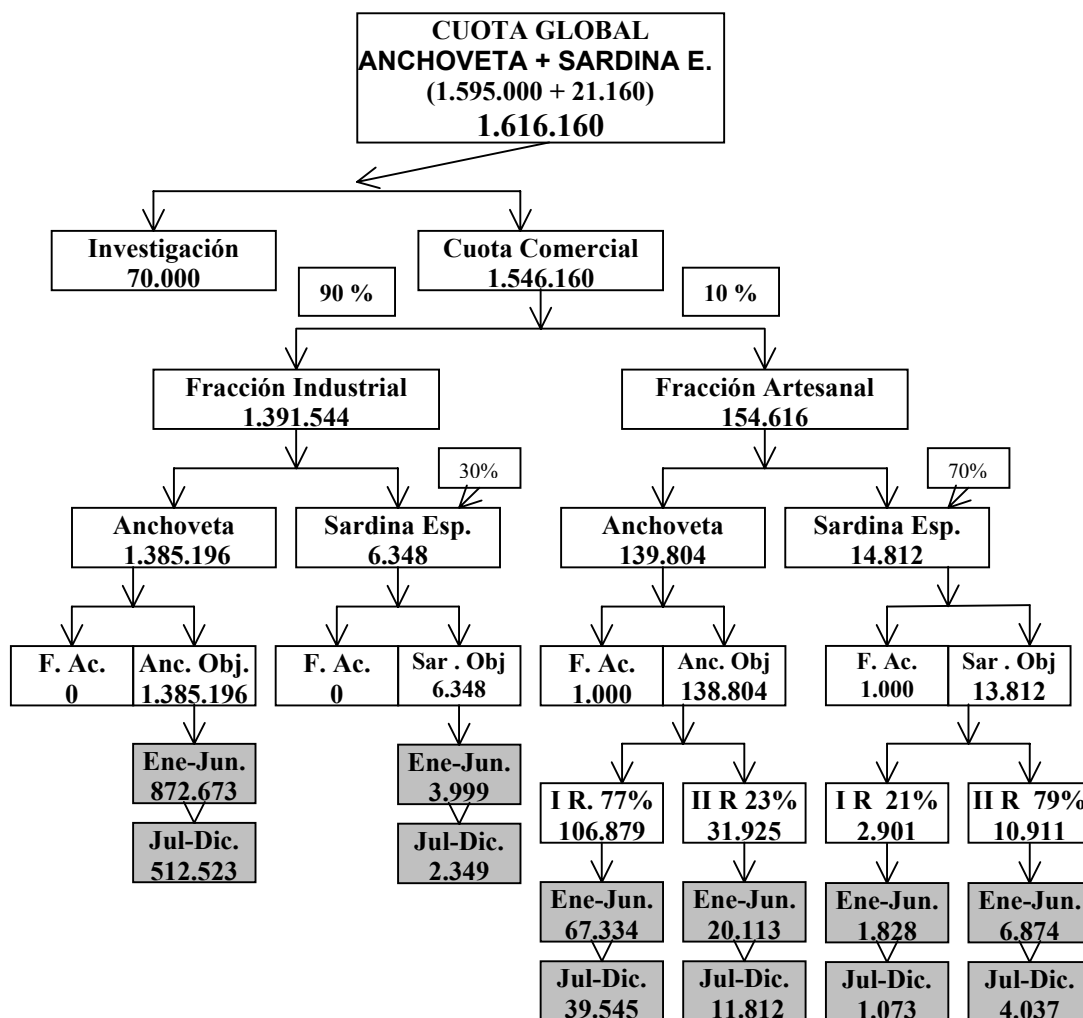 CUOTA GLOBAL
ANCHOVETA + SARDINA E.
(1.595.000 + 21.160)
1.616.160
Investigación
70.000
Cuota Comercial
1.546.160
90 %
10 %
Fracción Industrial
1.391.544
Fracción Artesanal
154.616
30%
70%
Anchoveta
1.385.196
Sardina Esp.
6.348
Anchoveta
139.804
Sardina Esp.
14.812
F. Ac.
0
Anc. Obj.
1.385.196
F. Ac.
0
Sar . Obj
6.348
F. Ac.
1.000
Anc. Obj
138.804
F. Ac.
1.000
Sar . Obj
13.812
Ene-Jun.
872.673
Jul-Dic.
512.523
Ene-Jun.
3.999
Jul-Dic.
2.349
I R. 77%
106.879
II R 23%
31.925
I R 21%
2.901
II R 79%
10.911
Ene-Jun.
67.334
Ene-Jun.
20.113
Ene-Jun.
1.828
Ene-Jun.
6.874
Jul-Dic.
39.545
Jul-Dic.
11.812
Jul-Dic.
1.073
Jul-Dic.
4.037